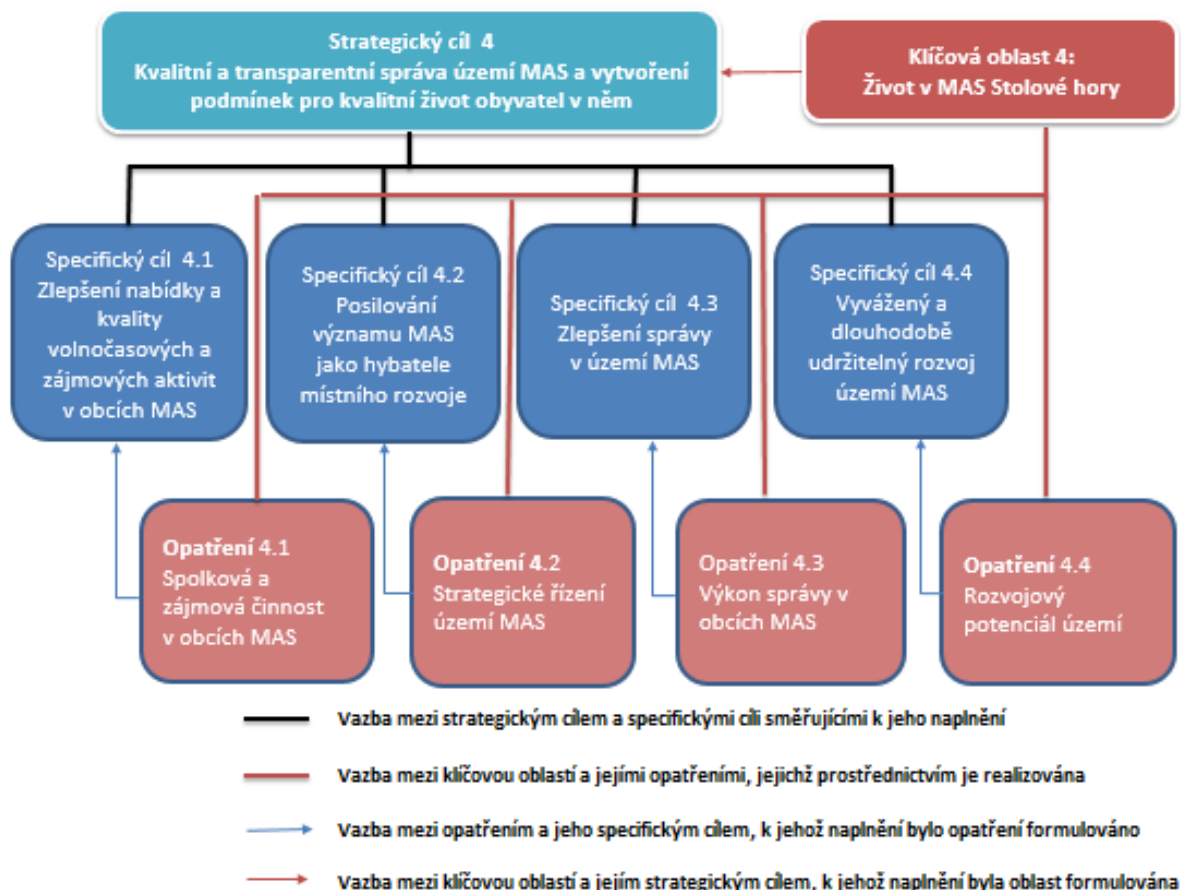 Strategický cíl 4
Kvalitní a transparentní správa území MAS a vytvoření
podmínek pro kvalitní život obyvatel v něm
Klíčová oblast 4:
Život v MAS Stolové hory
Specifický cíl 4.1
Zlepšení nabídky a
kvality
volnočasových a
zájmových aktivit
v obcích MAS
Specifický cíl 4.2
Posilování
významu MAS
jako hybatele
místního rozvoje
Specifický cíl 4.3
Zlepšení správy
v území MAS
Specifický cíl 4.4
Vyvážený a
dlouhodobě
udržitelný rozvoj
území MAS
Opatření 4.1
Spolková a
zájmová činnost
v obcích MAS
Opatření 4.2
Strategické řízení
území MAS
Opatření 4.3
Výkon správy v
obcích MAS
Opatření 4.4
Rozvojový
potenciál území
Vazba mezi strategickým cílem a specifickými cíli směřujícími k jeho naplnění
Vazba mezi klíčovou oblastí a jejími opatřeními, jejichž prostřednictvím je realizována
Vazba mezi opatřením a jeho specifickým cílem, k jehož naplnění bylo opatření formulováno
Vazba mezi klíčovou oblastí a jejím strategickým cílem, k jehož naplnění byla oblast formulována